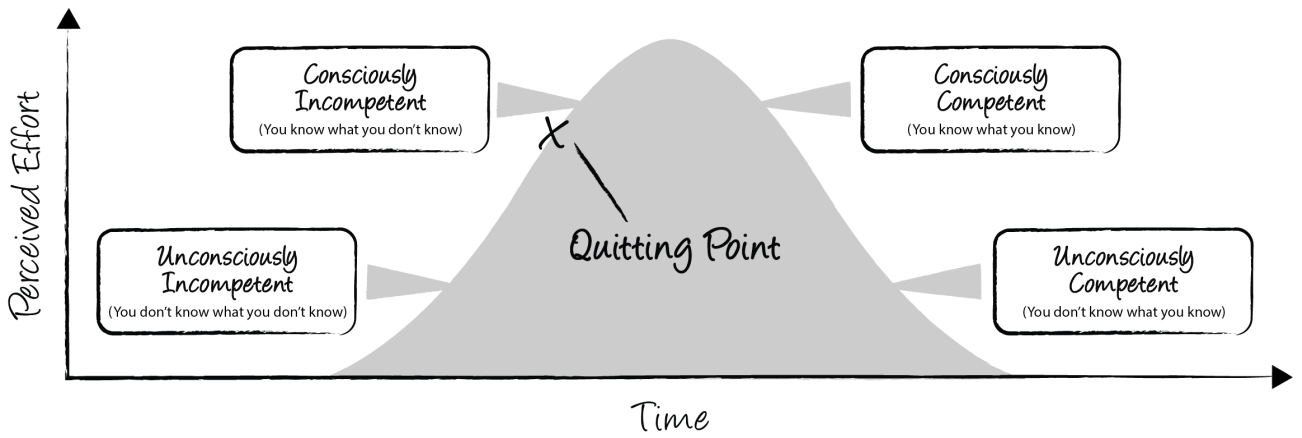 Perceived Effort
Consciously
Incompetent
(You know what you don't know)
Consciously
Competent
(You know what you know)
X
Quitting Point
Unconsciously
Incompetent
(You don't know what you don't know)
Unconsciously
Competent
(You don't know what you know)
Time